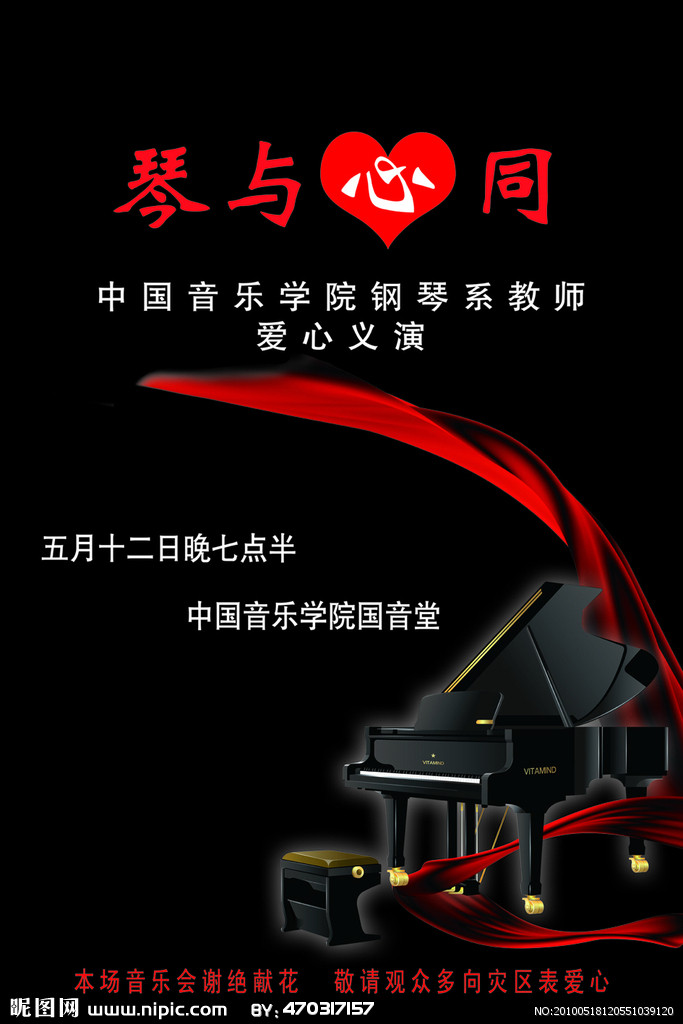 琴与心同
中国音乐学院钢琴系教师
爱心义演
五月十二日晚七点半
中国音乐学院国音堂
VITAMIND
VITAMIND
本场音乐会谢绝献花 敬请观众多向灾区表爱心
昵图网 www.nipic.com BY: 470317157
NO:20100518120551039120